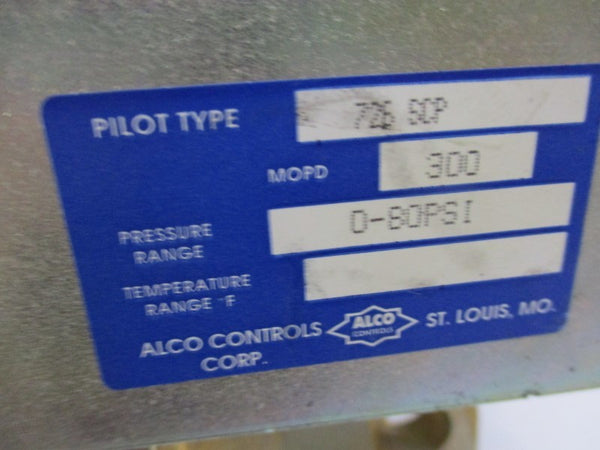 PILOT TYPE 726 SCP
MOPD 300
PRESSURE RANGE 0-80PSI
TEMPERATURE RANGE °F
ALCO CONTROLS CORP.
ALCO CONTROLS
ST. LOUIS, MO.